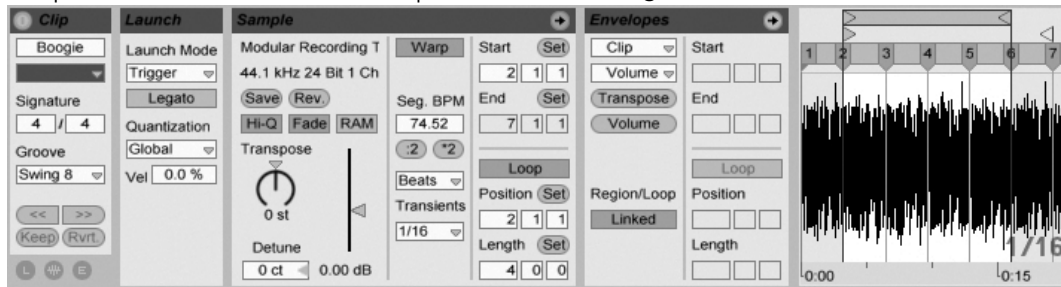 Clip
Boogie
Signature
4 / 4
Groove
Swing 8
<< >>
Keep Rvrt.
L E
Launch
Launch Mode
Trigger
Legato
Quantization
Global
Vel 0.0 %
Sample
Modular Recording T
44.1 kHz 24 Bit 1 Ch
Save Rev.
Hi-Q Fade RAM
Transpose
0 st
Detune
0 ct 0.00 dB
Warp
Seg. BPM
74.52
:2 *2
Beats
Transients
1/16
Start Set
2 1 1
End Set
7 1 1
Loop
Position Set
2 1 1
Length Set
4 0 0
Envelopes
Clip
Volume
Transpose
Volume
Region/Loop
Linked
Start
End
Loop
Position
Length
1 2 3 4 5 6 7
1/16
0:00 0:15